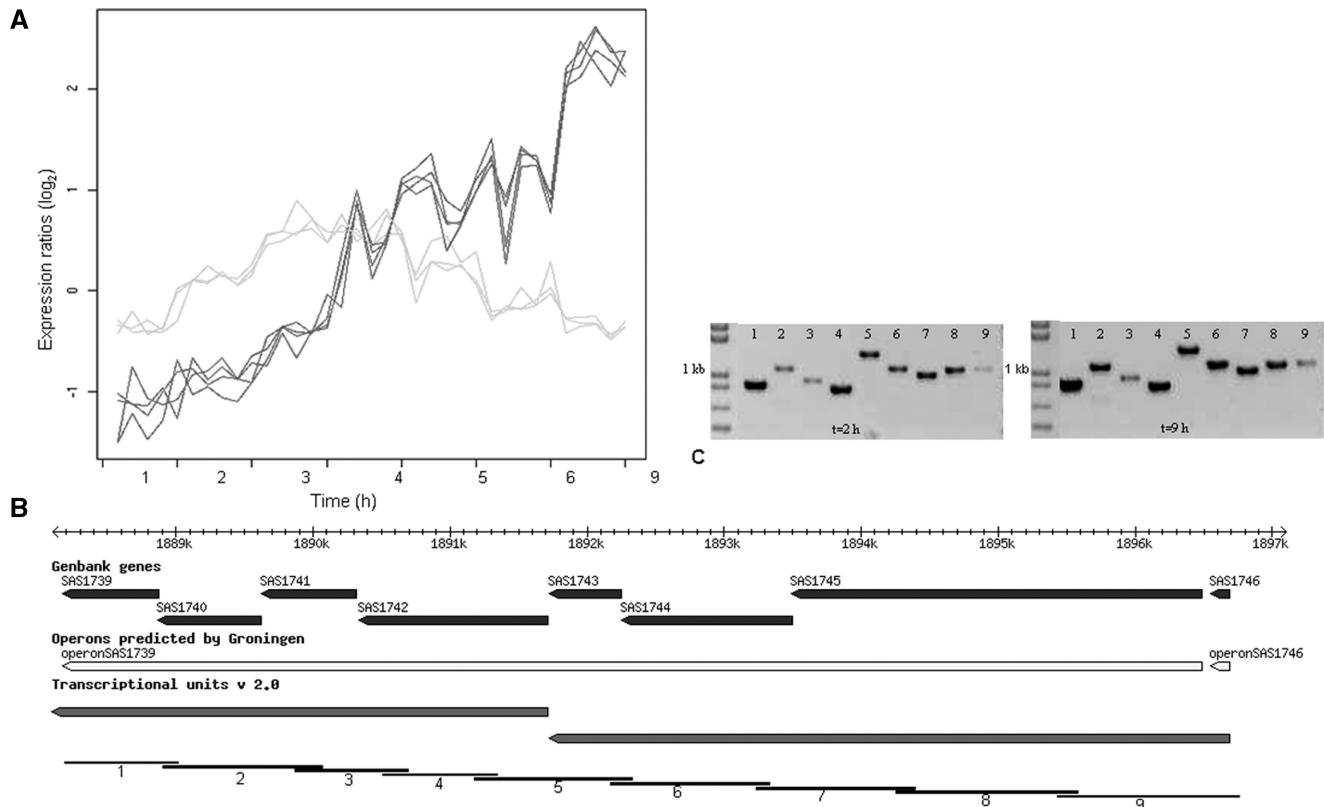 A
Expression ratios (log2)
2
1
0
-1
1 2 3 4 5 6 9
Time (h)
1 kb
1 2 3 4 5 6 7 8 9
t=2 h
1 kb
1 2 3 4 5 6 7 8 9
t=9 h
C
B
1889k 1890k 1891k 1892k 1893k 1894k 1895k 1896k 1897k
Genbank genes
SAS1739 SAS1741 SAS1743 SAS1745 SAS1746
SAS1740 SAS1742 SAS1744
Operons predicted by Groningen
operonSAS1739 operonSAS1746
Transcriptional units v 2.0
1 2 3 4 5 6 7 8 9